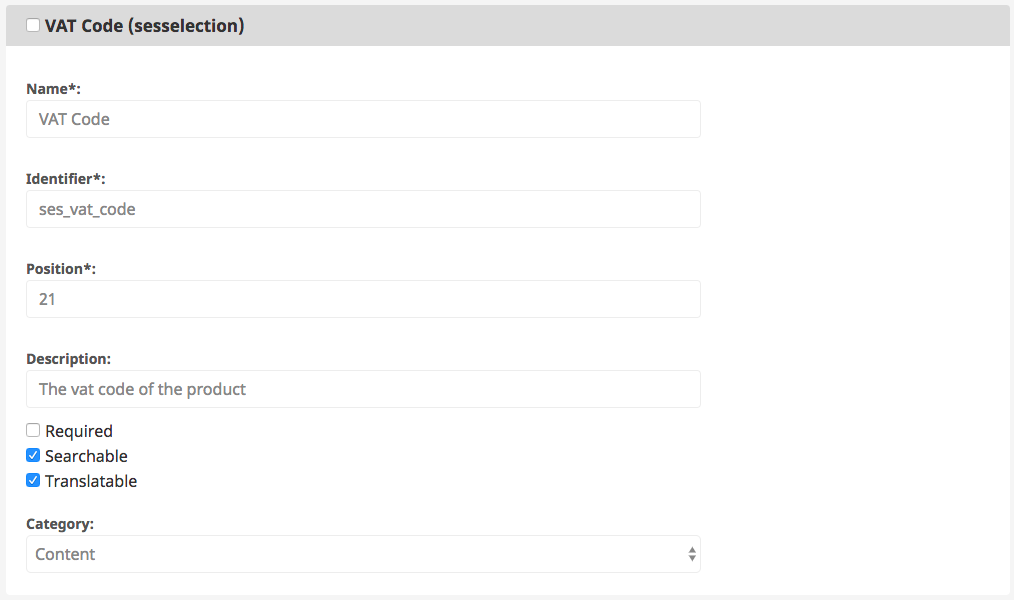 VAT Code (sesselection)
Name*:
VAT Code
Identifier*:
ses_vat_code
Position*:
21
Description:
The vat code of the product
Required
Searchable
Translatable
Category:
Content